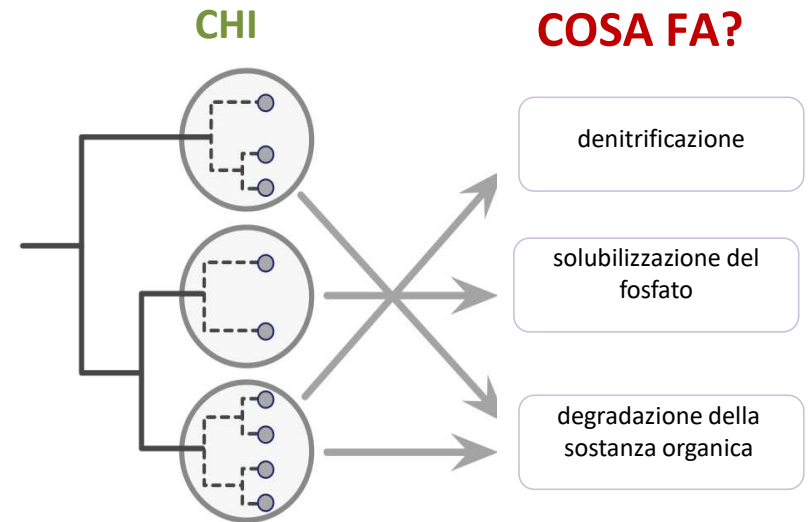 CHI
COSA FA?
denitrificazione
solubilizzazione del
fosfato
degradazione della
sostanza organica